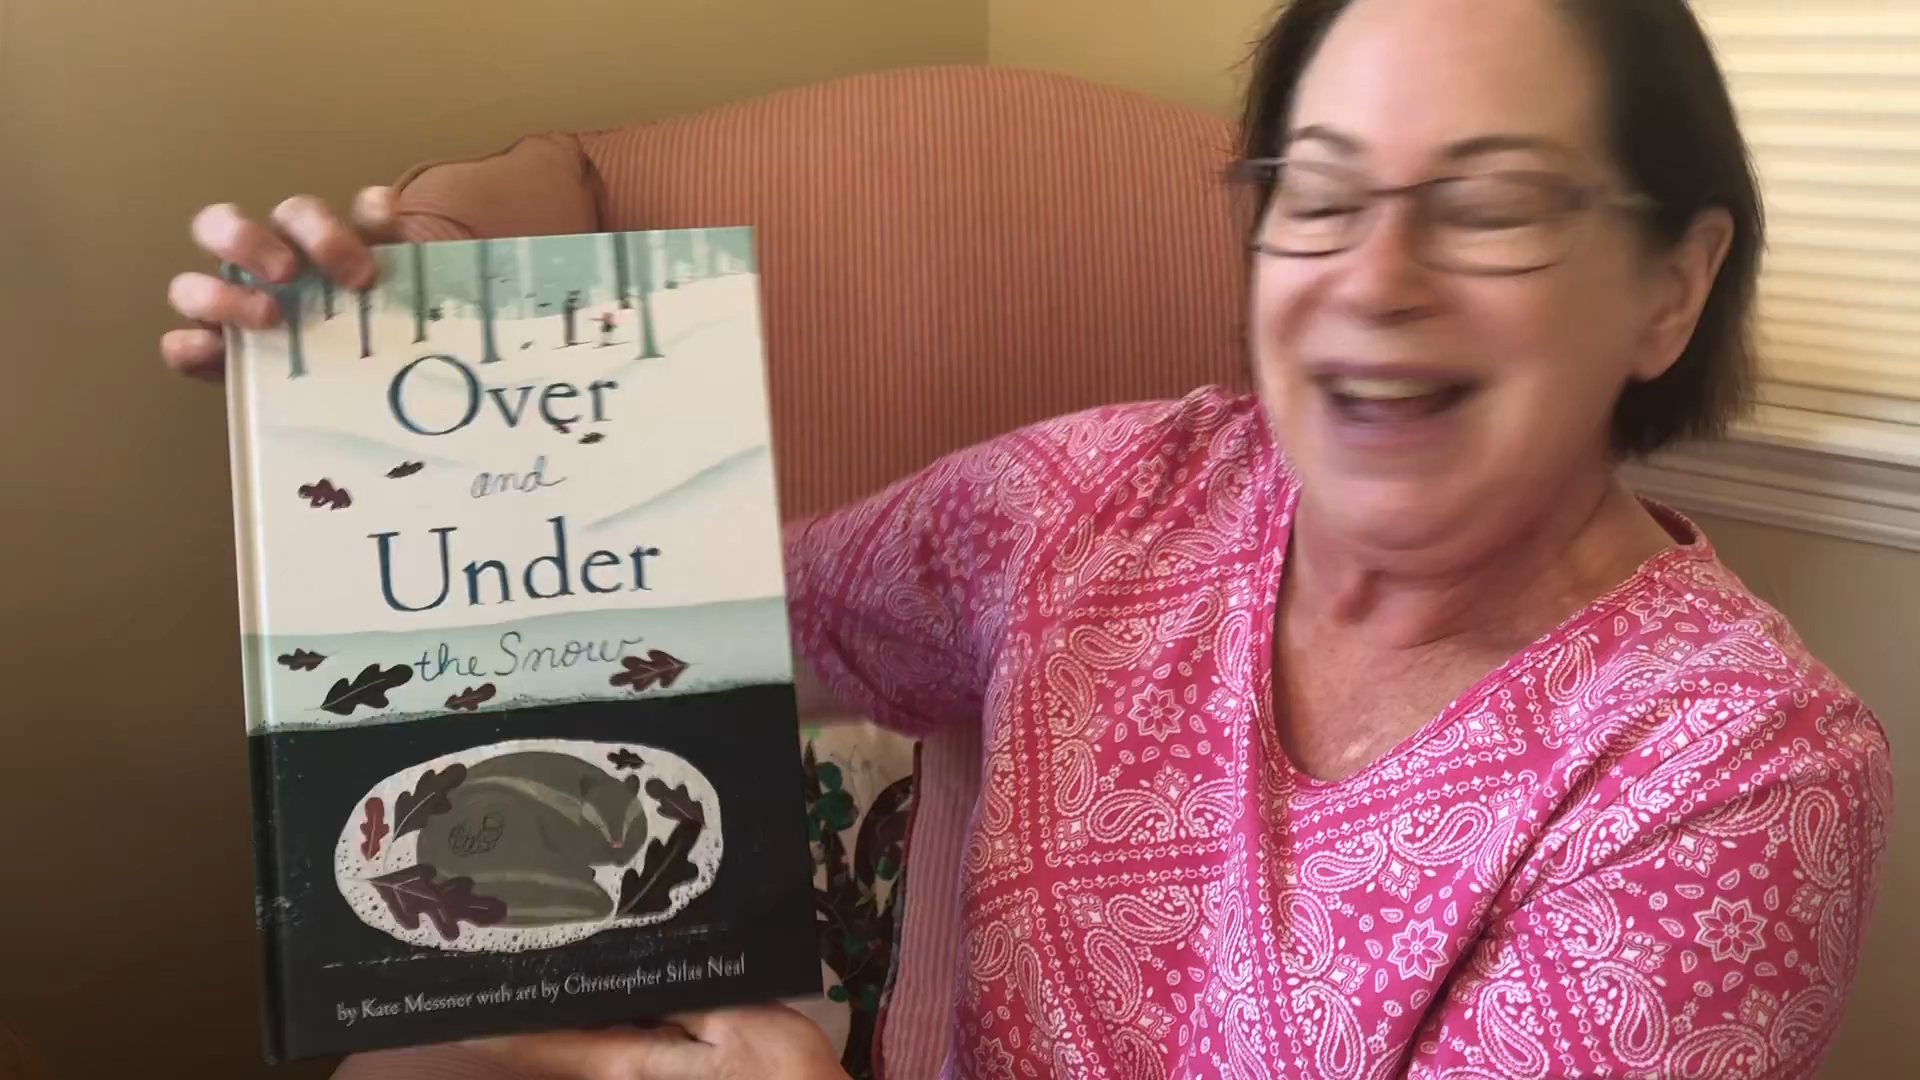 Over
and
Under
the Snow
by Kate Messner with art by Christopher Silas Neal